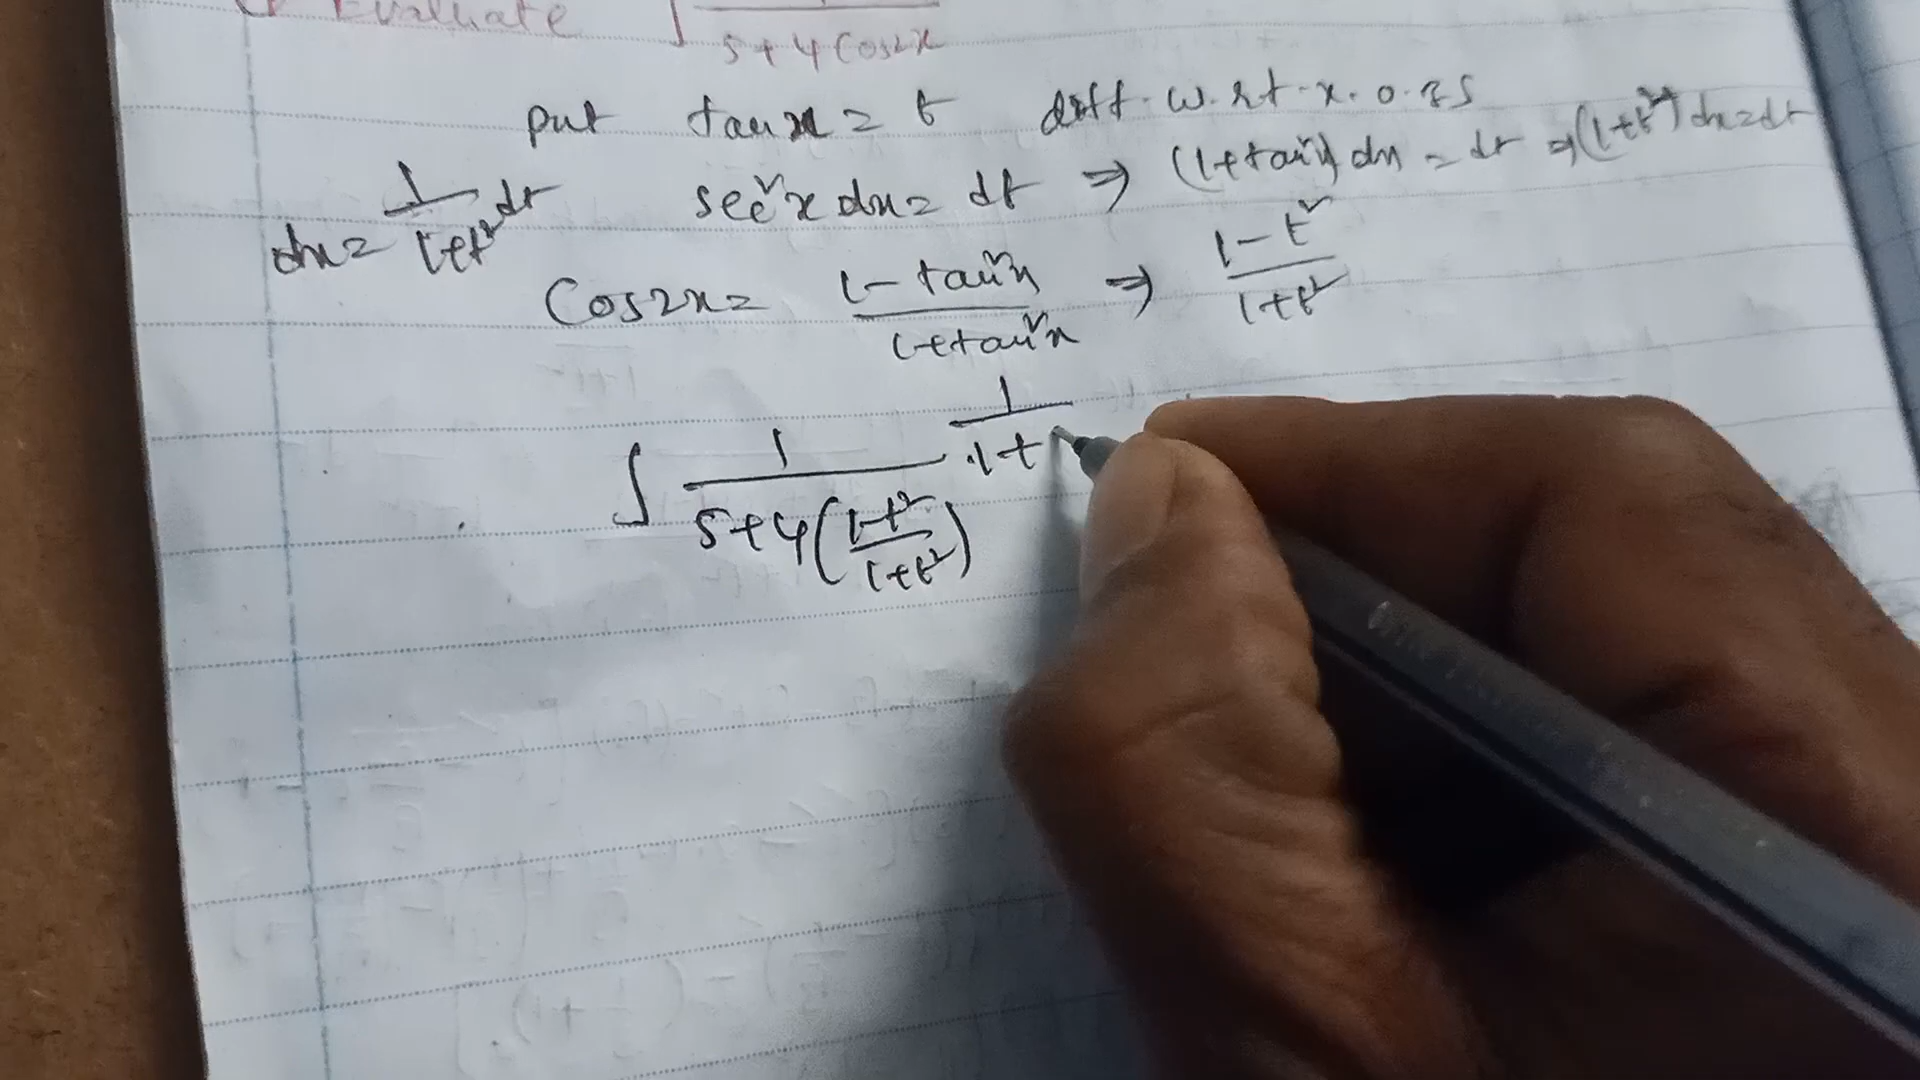 Evaluate ∫ 1/(5+4Cos2x)
put tan x = t diff. w.r.t. x. o.b.s
sec²x dx = dt ⇒ (1+tan²x) dx = dt ⇒ (1+t²) dx = dt
dx = 1/(1+t²) dt
Cos2x = (1-tan²x)/(1+tan²x) ⇒ (1-t²)/(1+t²)
∫ 1/(5+4((1-t²)/(1+t²))) · 1/(1+